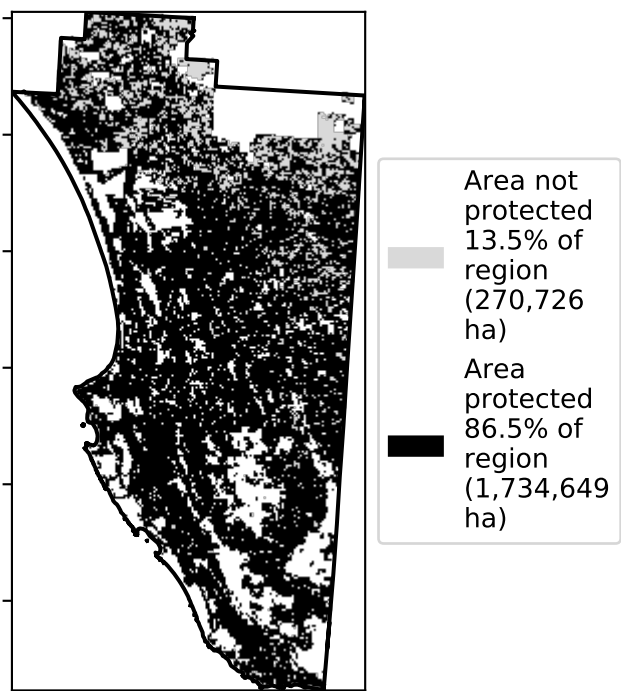 Area not
protected
13.5% of
region
(270,726
ha)
Area
protected
86.5% of
region
(1,734,649
ha)